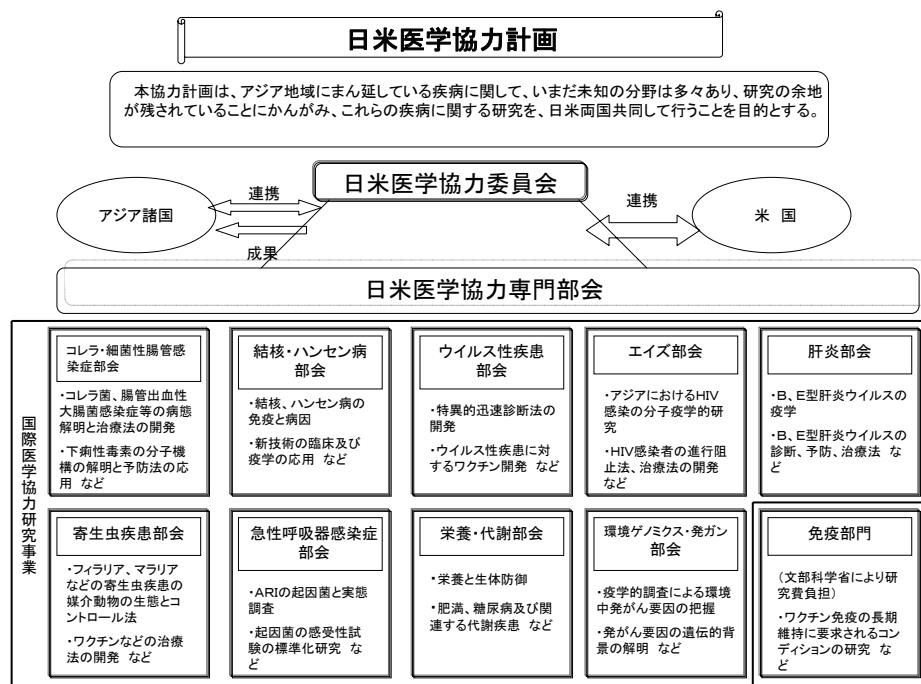 日米医学協力計画
本協力計画は、アジア地域にまん延している疾病に関して、いまだ未知の分野は多々あり、研究の余地
が残されていることにかんがみ、これらの疾病に関する研究を、日米両国共同して行うことを目的とする。
日米医学協力委員会
アジア諸国
連携
成果
連携
米 国
日米医学協力専門部会
国際医学協力研究事業
コレラ・細菌性腸管感
染症部会
・コレラ菌、腸管出血性
大腸菌感染症等の病態
解明と治療法の開発
・下痢性毒素の分子機
構の解明と予防法の応
用 など
結核・ハンセン病
部会
・結核、ハンセン病の
免疫と病因
・新技術の臨床及び
疫学の応用 など
ウイルス性疾患
部会
・特異的迅速診断法の
開発
・ウイルス性疾患に対
するワクチン開発 など
エイズ部会
・アジアにおけるHIV
感染の分子疫学的研
究
・HIV感染者の進行阻
止法、治療法の開発
など
肝炎部会
・B、E型肝炎ウイルスの
疫学
・B、E型肝炎ウイルスの
診断、予防、治療法 な
ど
寄生虫疾患部会
・フィラリア、マラリア
などの寄生虫疾患の
媒介動物の生態とコ
ントロール法
・ワクチンなどの治療
法の開発 など
急性呼吸器感染症
部会
・ARIの起因菌と実態
調査
・起因菌の感受性試
験の標準化研究 な
ど
栄養・代謝部会
・栄養と生体防御
・肥満、糖尿病及び関
連する代謝疾患 など
環境ゲノミクス・発ガン
部会
・疫学的調査による環境
中発がん要因の把握
・発がん要因の遺伝的背
景の解明 など
免疫部門
(文部科学省により研
究費負担)
・ワクチン免疫の長期
維持に要求されるコン
ディションの研究 な
ど